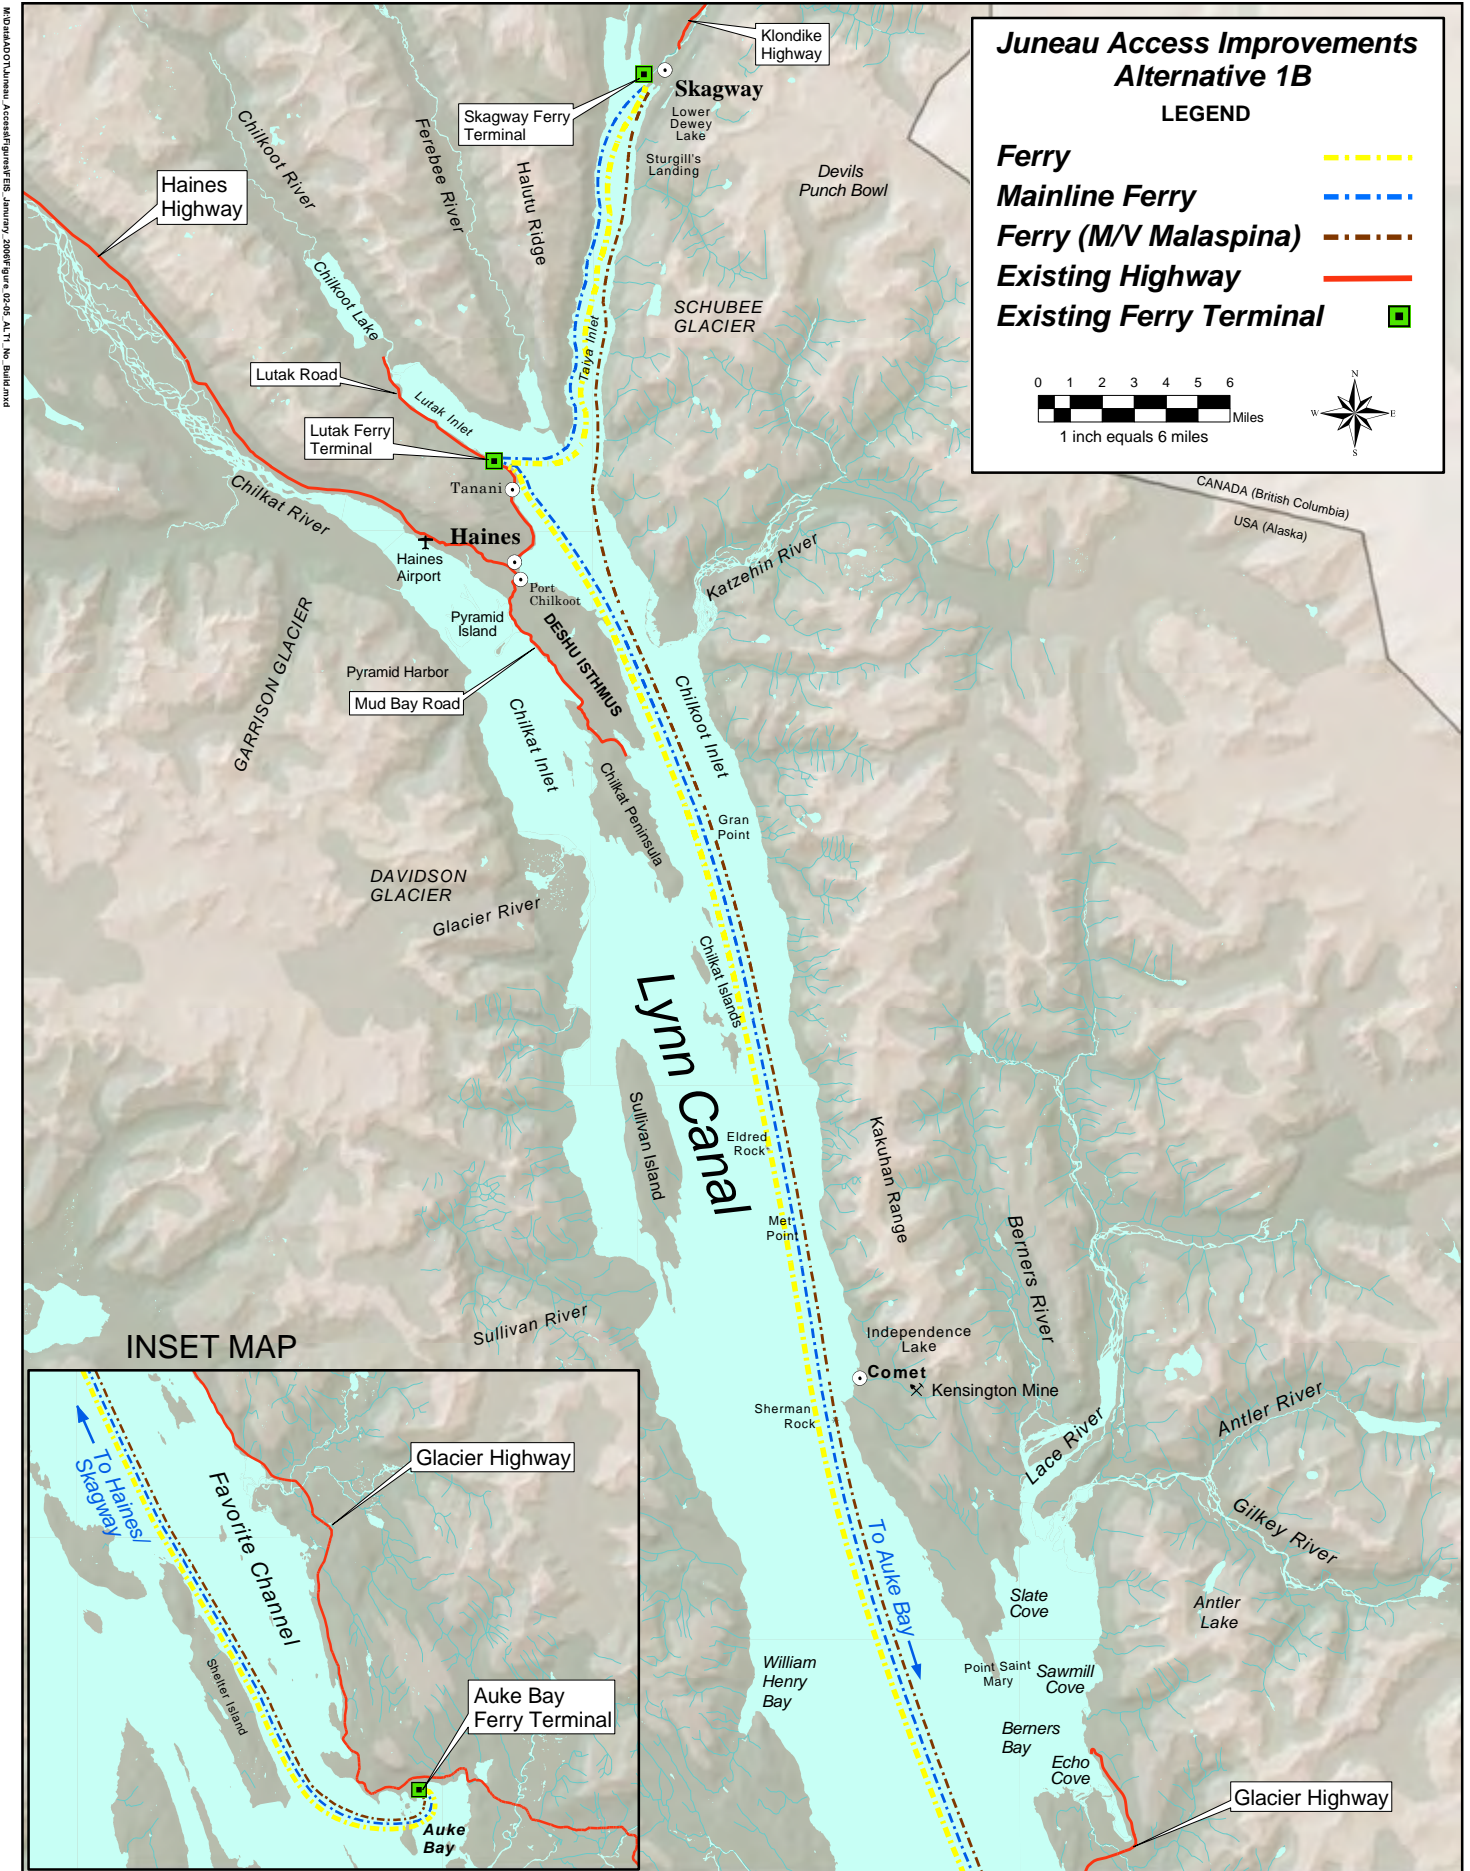 M:\Data\ADOT\Juneau_Access\Figures\FEIS_Janurary_2006\Figure_02-05_ALT1_No_Build.mxd
Juneau Access Improvements
Alternative 1B
LEGEND
Ferry
Mainline Ferry
Ferry (M/V Malaspina)
Existing Highway
Existing Ferry Terminal
0 1 2 3 4 5 6
Miles
1 inch equals 6 miles
N
W
E
S
Klondike
Highway
Skagway
Skagway Ferry
Terminal
Lower
Dewey
Lake
Sturgill's
Landing
Devils
Punch Bowl
Chilkoot River
Ferebee River
Halutu Ridge
Haines
Highway
Chilkoot Lake
SCHUBEE
GLACIER
Taiya Inlet
Lutak Road
Lutak Inlet
Lutak Ferry
Terminal
Tanani
Chilkat River
CANADA (British Columbia)
USA (Alaska)
Haines
Haines
Airport
Katzehin River
Port
Chilkoot
Pyramid
Island
DESHU ISTHMUS
GARRISON GLACIER
Pyramid Harbor
Mud Bay Road
Chilkat Inlet
Chilkoot Inlet
Chilkat Peninsula
Gran
Point
DAVIDSON
GLACIER
Glacier River
Chilkat Islands
Lynn Canal
Sullivan Island
Eldred
Rock
Kakuhan Range
Met
Point
Berners River
Sullivan River
Independence
Lake
Comet
Kensington Mine
Sherman
Rock
Lace River
Antler River
Gilkey River
To Auke Bay
Slate
Cove
Antler
Lake
William
Henry
Bay
Point Saint
Mary
Sawmill
Cove
Berners
Bay
Echo
Cove
Glacier Highway
INSET MAP
To Haines/
Skagway
Favorite Channel
Glacier Highway
Shelter Island
Auke Bay
Ferry Terminal
Auke
Bay